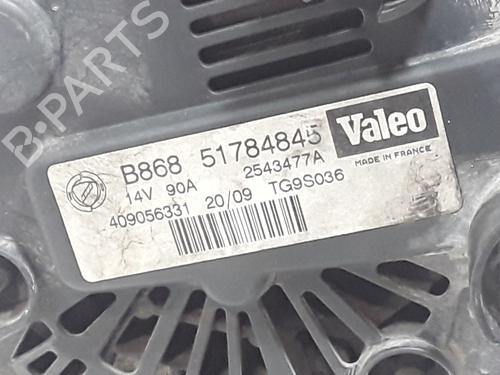 B-PARTS
B868 51784845 Valeo
14V 90A 2543477A MADE IN FRANCE
409056331 20/09 TG9S036